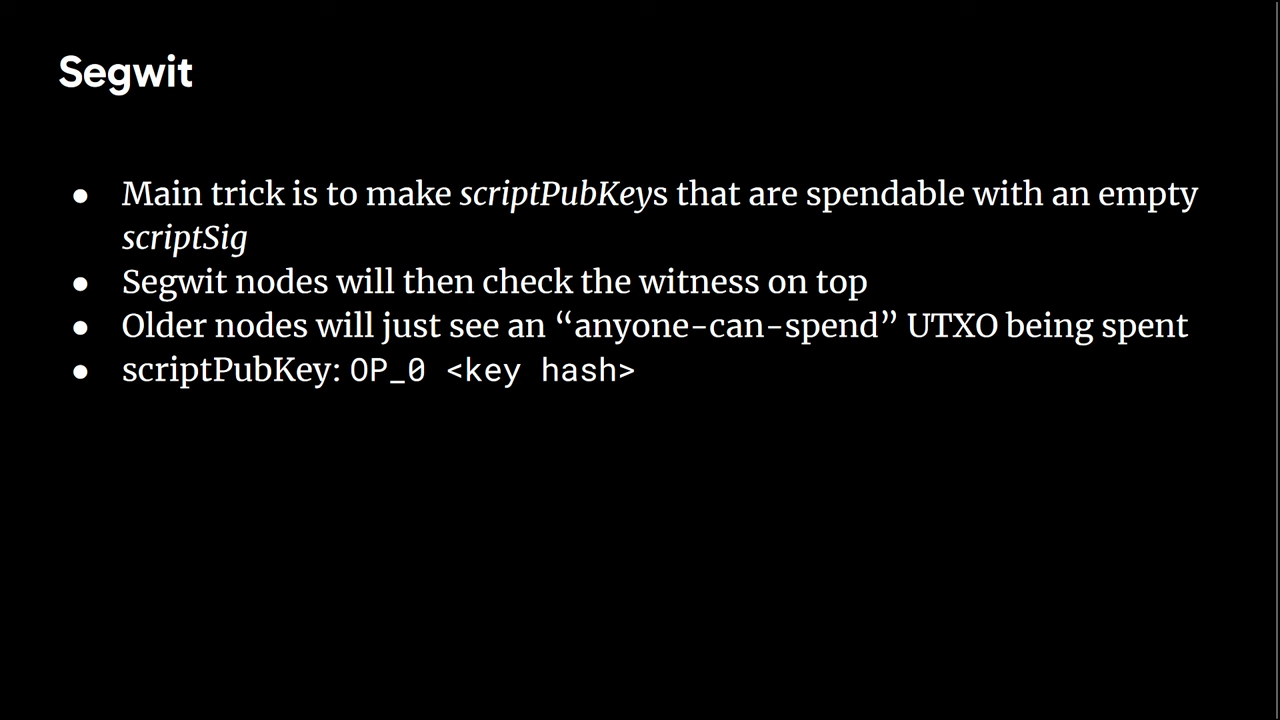 Segwit
● Main trick is to make scriptPubKeys that are spendable with an empty
scriptSig
● Segwit nodes will then check the witness on top
● Older nodes will just see an “anyone-can-spend” UTXO being spent
● scriptPubKey: OP_0 <key hash>